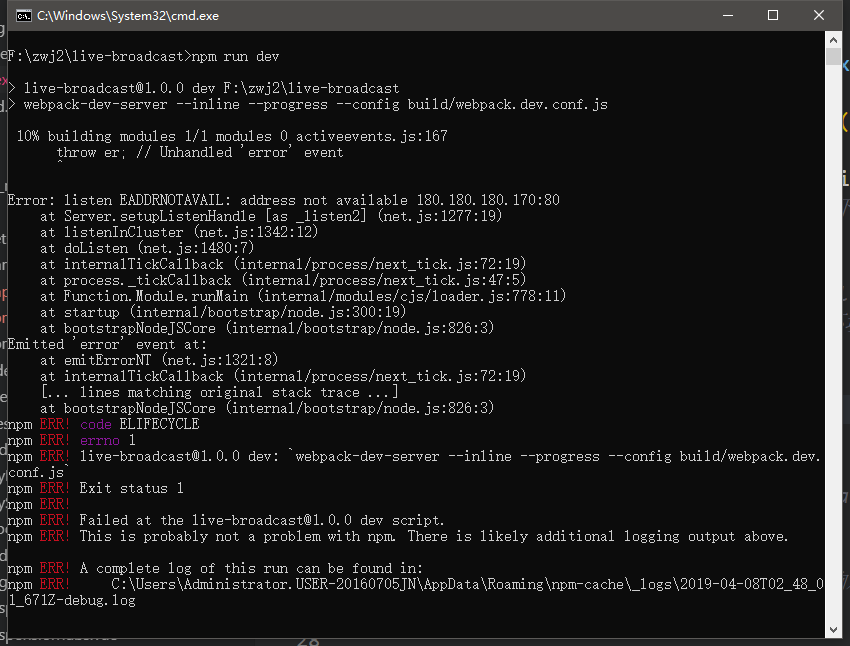 C:\Windows\System32\cmd.exe
F:\zwj2\live-broadcast>npm run dev
> live-broadcast@1.0.0 dev F:\zwj2\live-broadcast
> webpack-dev-server --inline --progress --config build/webpack.dev.conf.js
10% building modules 1/1 modules 0 activeevents.js:167
throw er; // Unhandled 'error' event
^
Error: listen EADDRNOTAVAIL: address not available 180.180.180.170:80
at Server.setupListenHandle [as _listen2] (net.js:1277:19)
at listenInCluster (net.js:1342:12)
at doListen (net.js:1480:7)
at internalTickCallback (internal/process/next_tick.js:72:19)
at process._tickCallback (internal/process/next_tick.js:47:5)
at Function.Module.runMain (internal/modules/cjs/loader.js:778:11)
at startup (internal/bootstrap/node.js:300:19)
at bootstrapNodeJSCore (internal/bootstrap/node.js:826:3)
Emitted 'error' event at:
at emitErrorNT (net.js:1321:8)
at internalTickCallback (internal/process/next_tick.js:72:19)
[... lines matching original stack trace ...]
at bootstrapNodeJSCore (internal/bootstrap/node.js:826:3)
npm ERR! code ELIFECYCLE
npm ERR! errno 1
npm ERR! live-broadcast@1.0.0 dev: `webpack-dev-server --inline --progress --config build/webpack.dev.
conf.js`
npm ERR! Exit status 1
npm ERR!
npm ERR! Failed at the live-broadcast@1.0.0 dev script.
npm ERR! This is probably not a problem with npm. There is likely additional logging output above.
npm ERR! A complete log of this run can be found in:
npm ERR!     C:\Users\Administrator.USER-20160705JN\AppData\Roaming\npm-cache\_logs\2019-04-08T02_48_0
1_671Z-debug.log